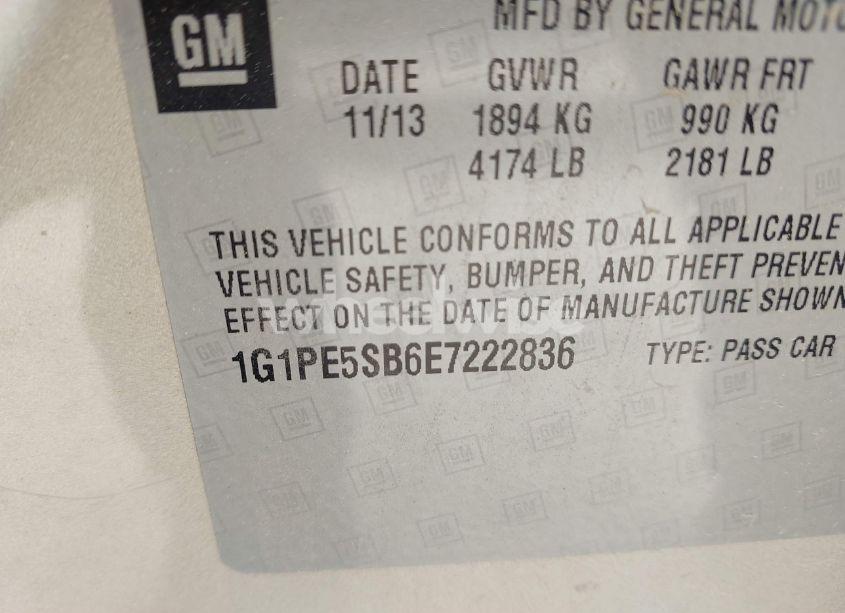 GM
MFD BY GENERAL MOTO
DATE GVWR GAWR FRT
11/13 1894 KG 990 KG
4174 LB 2181 LB
THIS VEHICLE CONFORMS TO ALL APPLICABLE
VEHICLE SAFETY, BUMPER, AND THEFT PREVEN
EFFECT ON THE DATE OF MANUFACTURE SHOWN
1G1PE5SB6E7222836 TYPE: PASS CAR